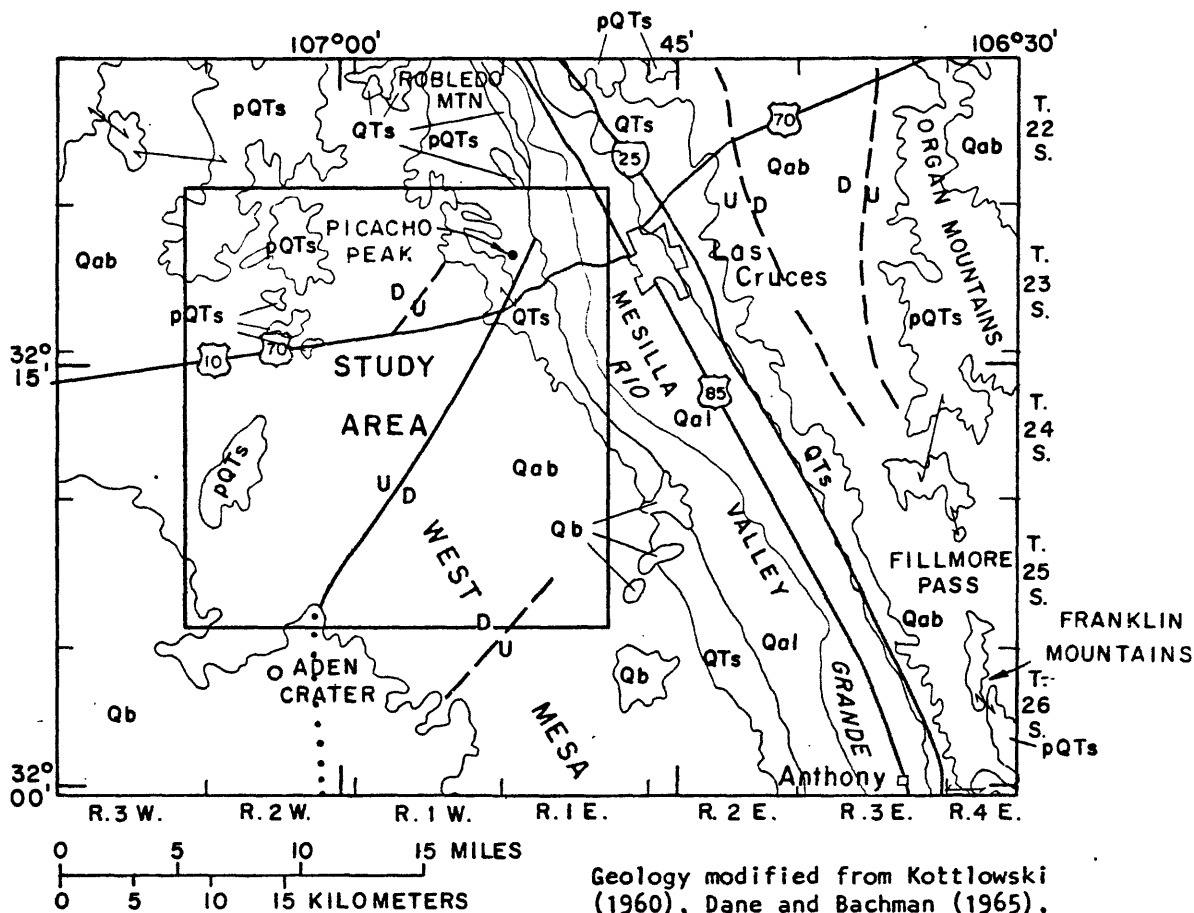 pQTs
107°00'
45'
106°30'
ROBLEDO
MTN
pQTs
QTs
pQTs
QTs
25
70
Qab
ORGAN MOUNTAINS
Qab
T.
22
S.
U D
D U
PICACHO
PEAK
pQTs
Qab
Las
Cruces
T.
23
S.
D
U
pQTs
QTs
pQTs
MESILLA
32°
15'
10
70
STUDY
AREA
RIO
Qal
85
T.
24
S.
pQTs
Qab
QTs
U D
WEST
Qb
VALLEY
FILLMORE
PASS
T.
25
S.
Qab
FRANKLIN
MOUNTAINS
D
U
ADEN
CRATER
Qb
QTs
Qal
GRANDE
T.
26
S.
Qb
MESA
pQTs
Anthony
32°
00'
R.3 W. R.2 W. R.1 W. R.1 E. R.2 E. R.3 E. R.4 E.
0 5 10 15 MILES
0 5 10 15 KILOMETERS
Geology modified from Kottlowski
(1960), Dane and Bachman (1965),